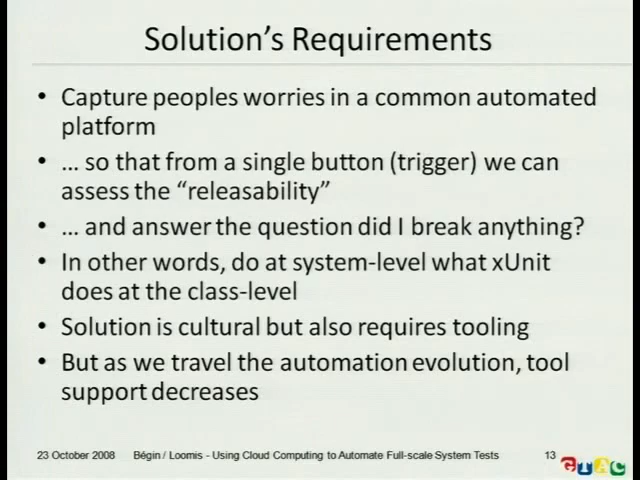 Solution's Requirements
• Capture peoples worries in a common automated
platform
• … so that from a single button (trigger) we can
assess the "releasability"
• … and answer the question did I break anything?
• In other words, do at system-level what xUnit
does at the class-level
• Solution is cultural but also requires tooling
• But as we travel the automation evolution, tool
support decreases
23 October 2008 Bégin / Loomis - Using Cloud Computing to Automate Full-scale System Tests 13
GTAC